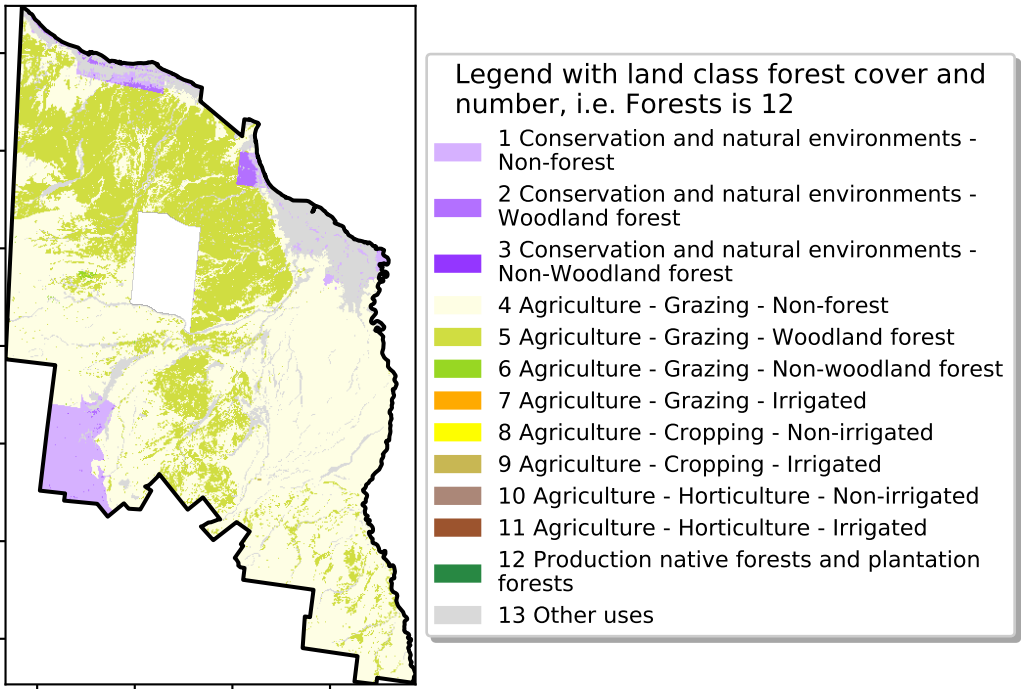 Legend with land class forest cover and
number, i.e. Forests is 12
1 Conservation and natural environments -
Non-forest
2 Conservation and natural environments -
Woodland forest
3 Conservation and natural environments -
Non-Woodland forest
4 Agriculture - Grazing - Non-forest
5 Agriculture - Grazing - Woodland forest
6 Agriculture - Grazing - Non-woodland forest
7 Agriculture - Grazing - Irrigated
8 Agriculture - Cropping - Non-irrigated
9 Agriculture - Cropping - Irrigated
10 Agriculture - Horticulture - Non-irrigated
11 Agriculture - Horticulture - Irrigated
12 Production native forests and plantation
forests
13 Other uses